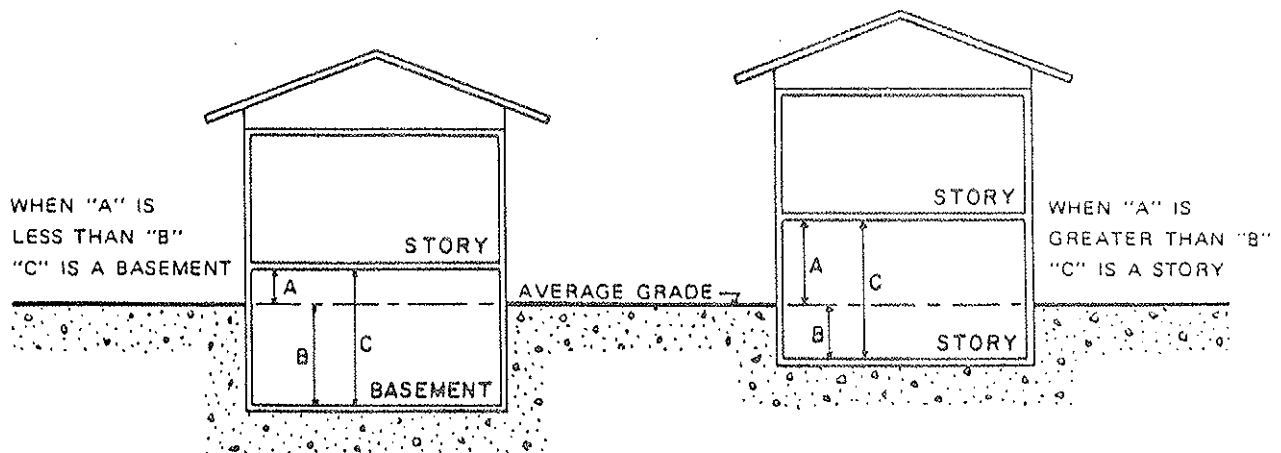 WHEN "A" IS
LESS THAN "B"
"C" IS A BASEMENT
STORY
A
B
C
BASEMENT
AVERAGE GRADE
STORY
A
C
B
STORY
WHEN "A" IS
GREATER THAN "B"
"C" IS A STORY